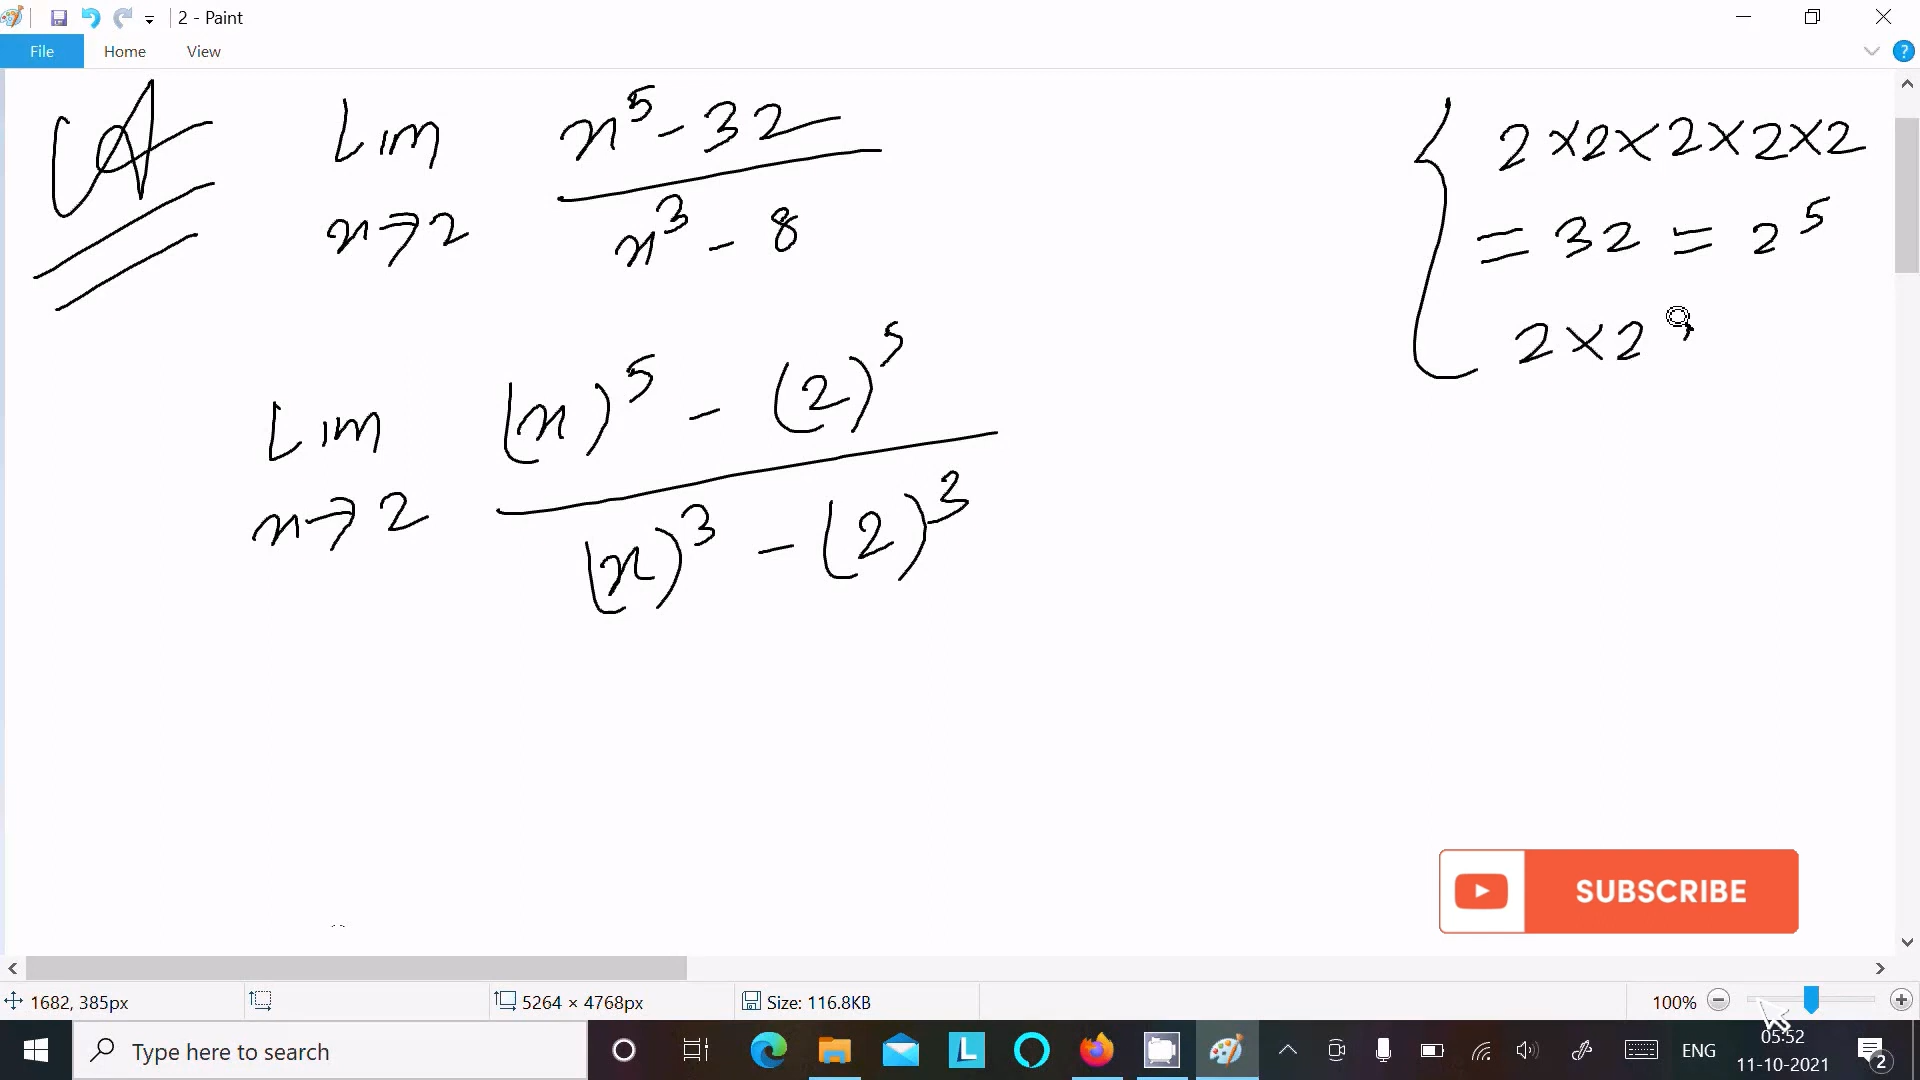 2 - Paint
File Home View
Lim x→2 (x⁵ - 32)/(x³ - 8)
{ 2×2×2×2×2
= 32 = 2⁵
2×2
Lim x→2 ((x)⁵ - (2)⁵)/((x)³ - (2)³)
SUBSCRIBE
1682, 385px 5264 × 4768px Size: 116.8KB 100%
Type here to search ENG 05:52
11-10-2021 2